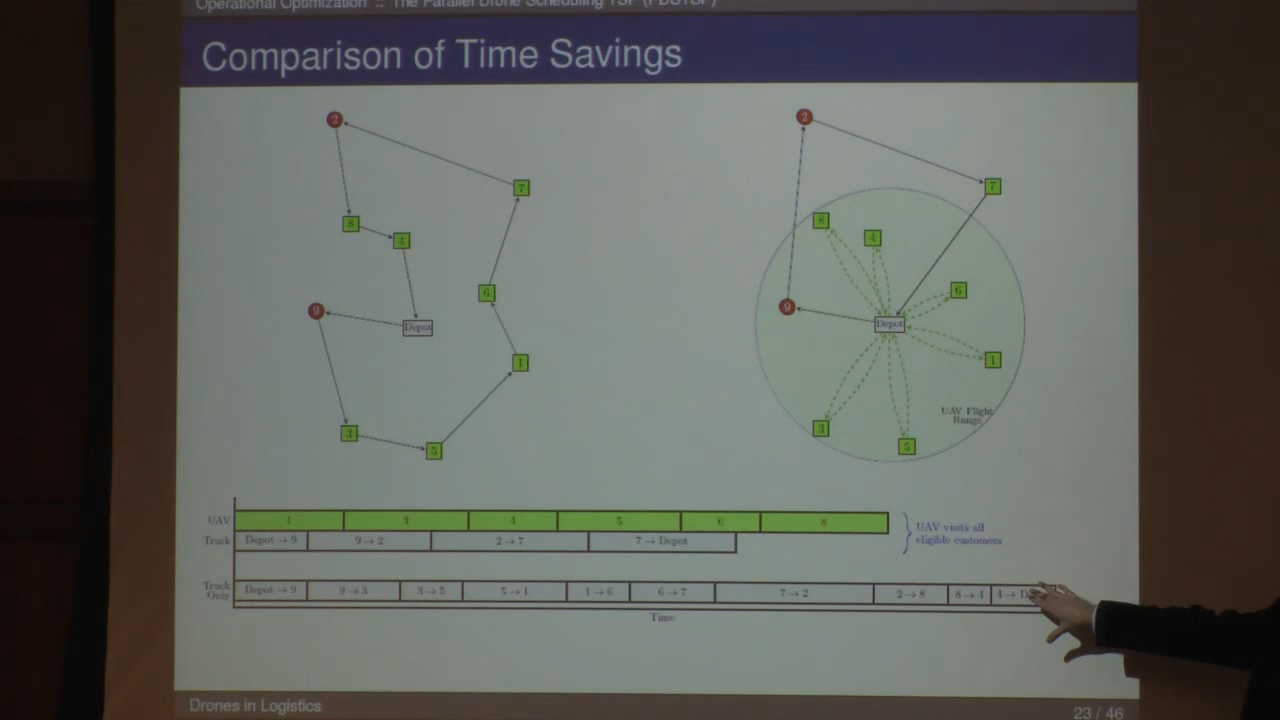 Operational Optimization :: The Parallel Drone Scheduling TSP (PDSTSP)
Comparison of Time Savings
2
7
8
4
6
9
Depot
1
3
5
2
7
8
4
6
9
Depot
1
UAV Flight
Range
3
5
UAV
1
3
4
5
6
8
Truck
Depot → 9
9 → 2
2 → 7
7 → Depot
UAV visits all
eligible customers
Truck
Only
Depot → 9
9 → 3
3 → 5
5 → 1
1 → 6
6 → 7
7 → 2
2 → 8
8 → 4
4 →
Time
Drones in Logistics
23 / 46